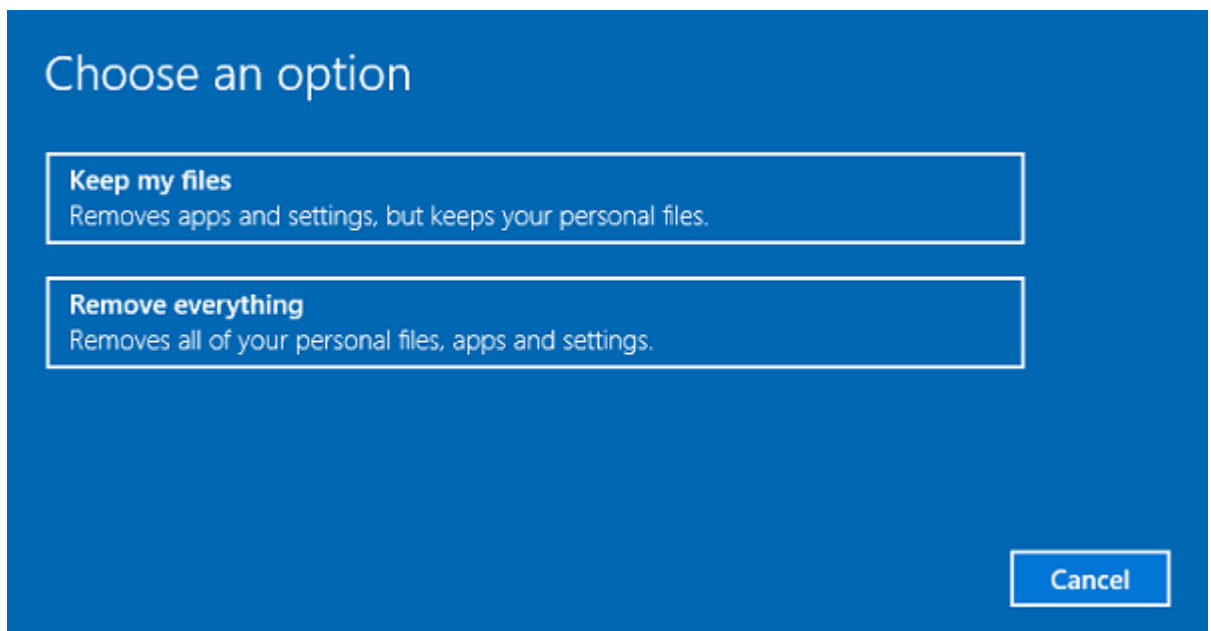 Choose an option
Keep my files
Removes apps and settings, but keeps your personal files.
Remove everything
Removes all of your personal files, apps and settings.
Cancel